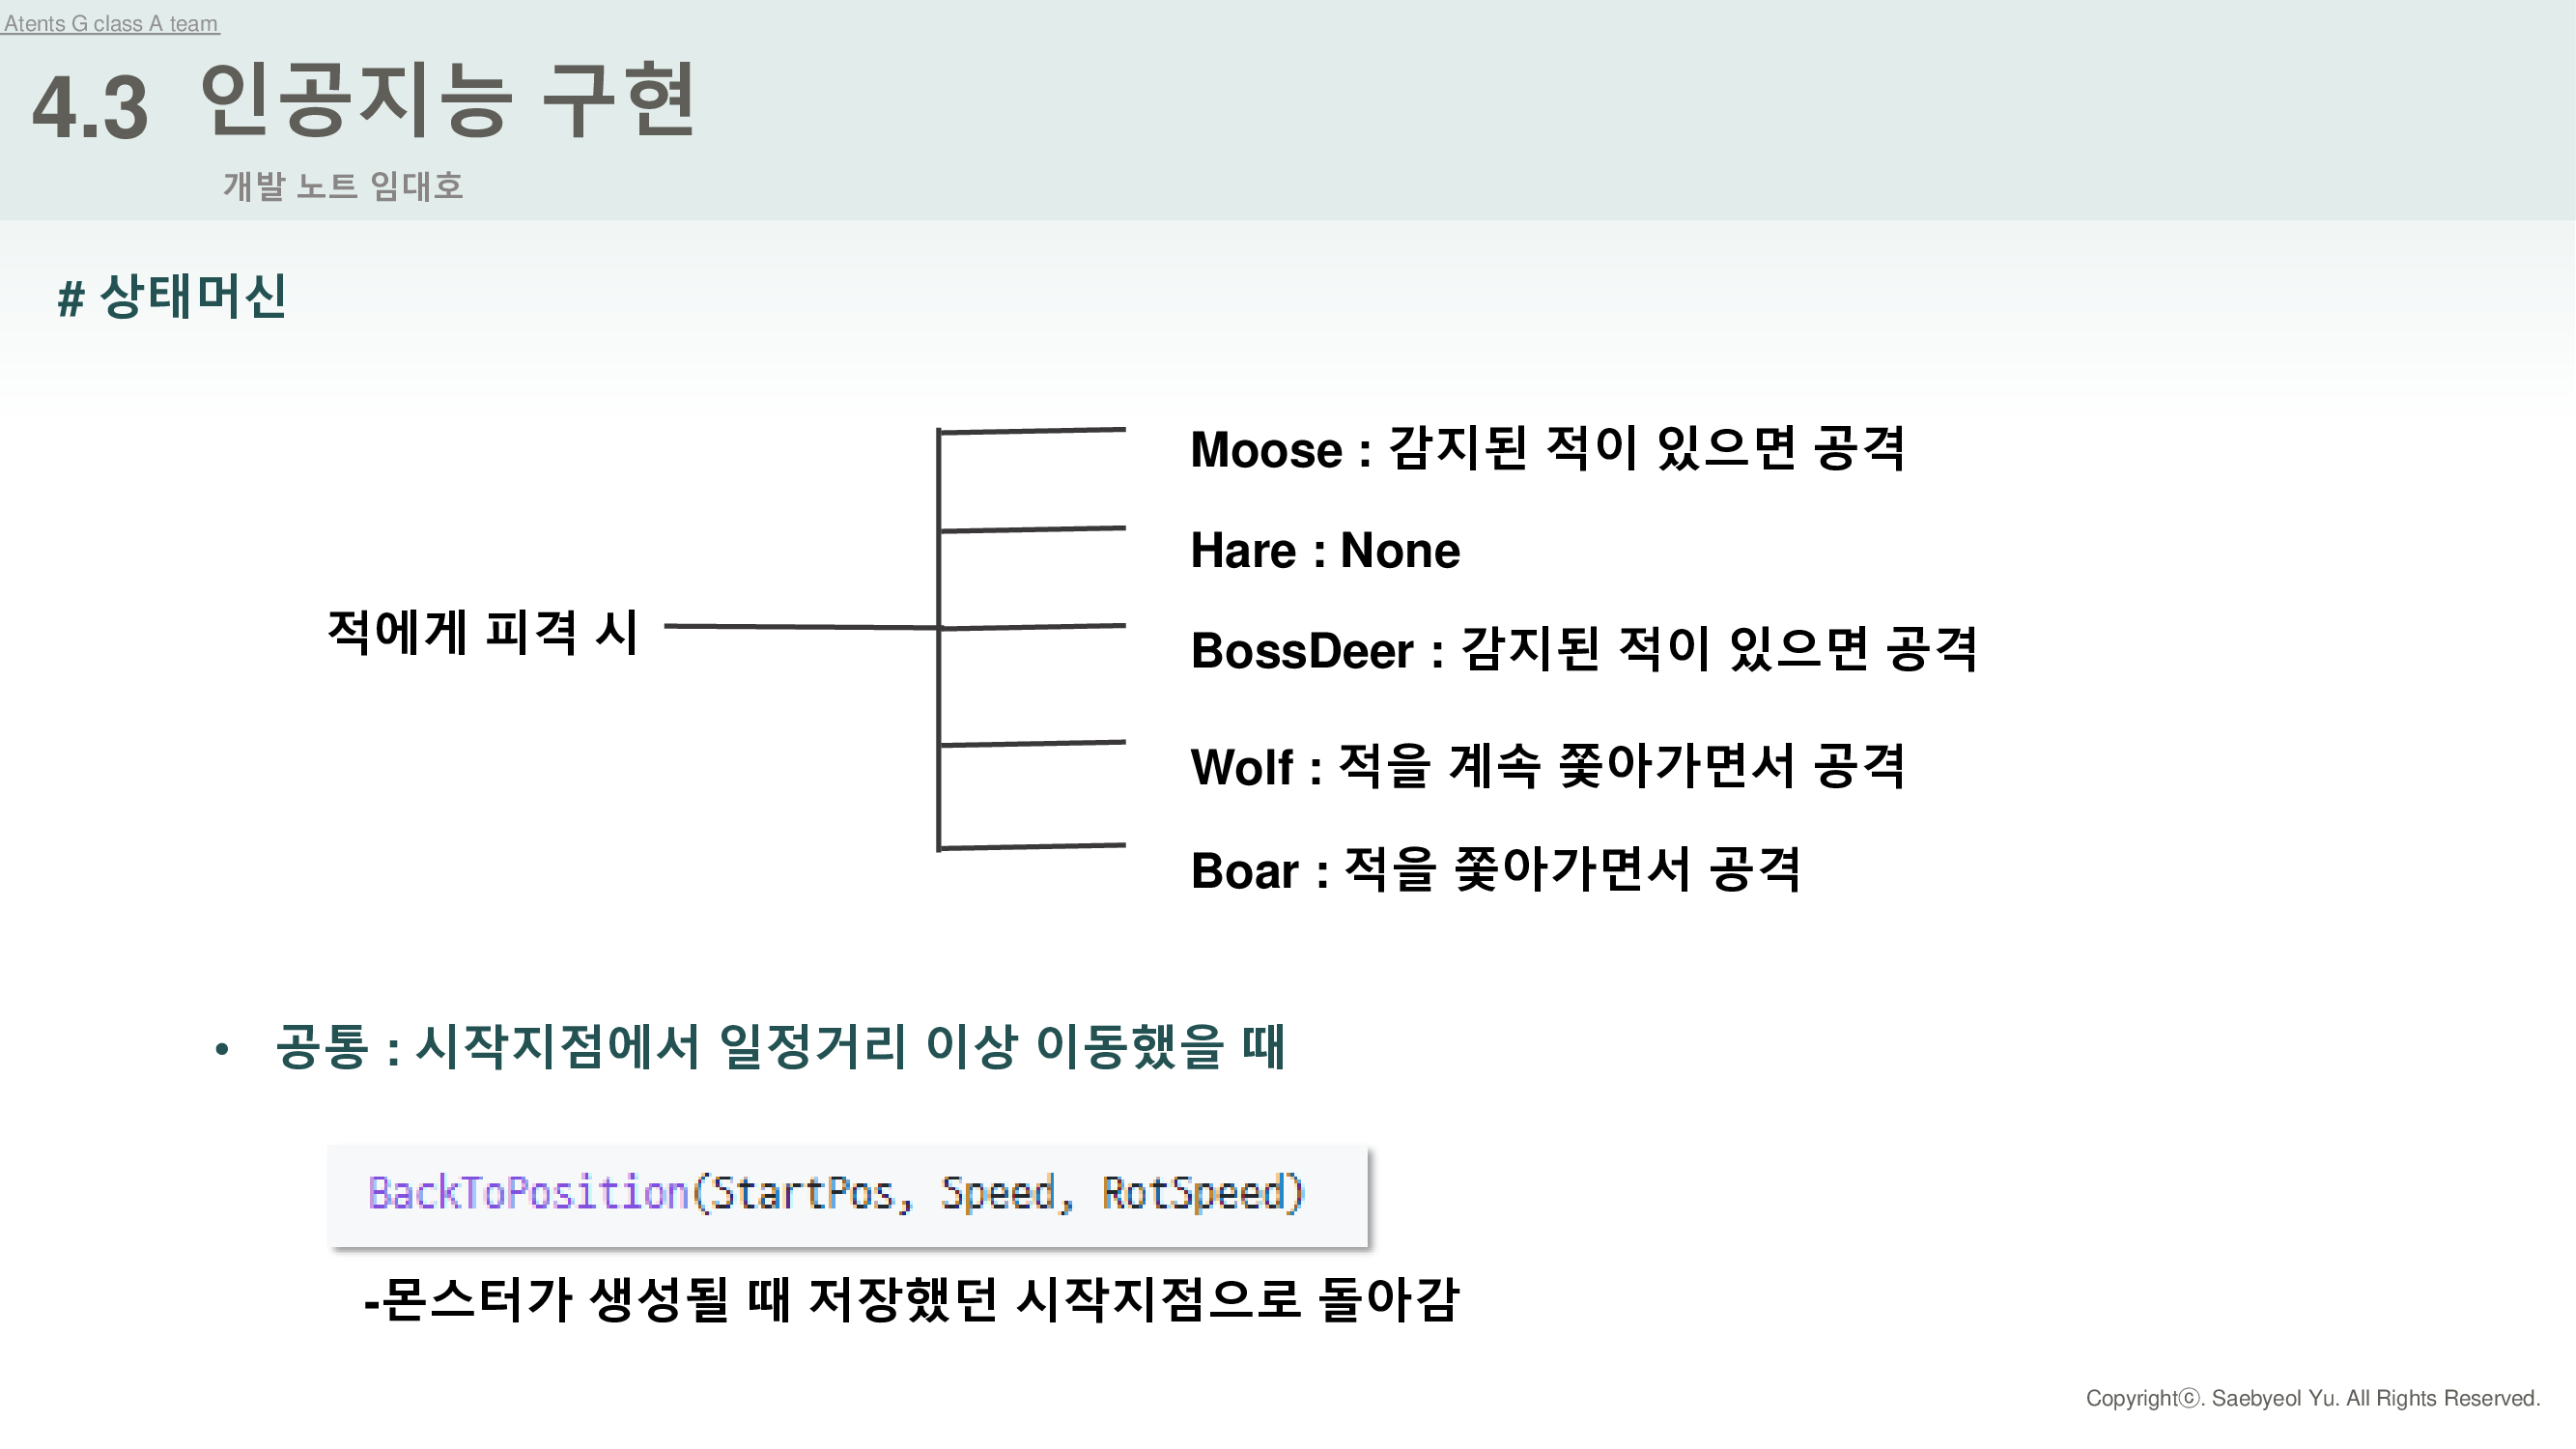 Atents G class A team
4.3 인공지능 구현
개발 노트 임대호
# 상태머신
적에게 피격 시
Moose : 감지된 적이 있으면 공격
Hare : None
BossDeer : 감지된 적이 있으면 공격
Wolf : 적을 계속 쫓아가면서 공격
Boar : 적을 쫓아가면서 공격
• 공통 : 시작지점에서 일정거리 이상 이동했을 때
BackToPosition(StartPos, Speed, RotSpeed)
-몬스터가 생성될 때 저장했던 시작지점으로 돌아감
Copyrightⓒ. Saebyeol Yu. All Rights Reserved.